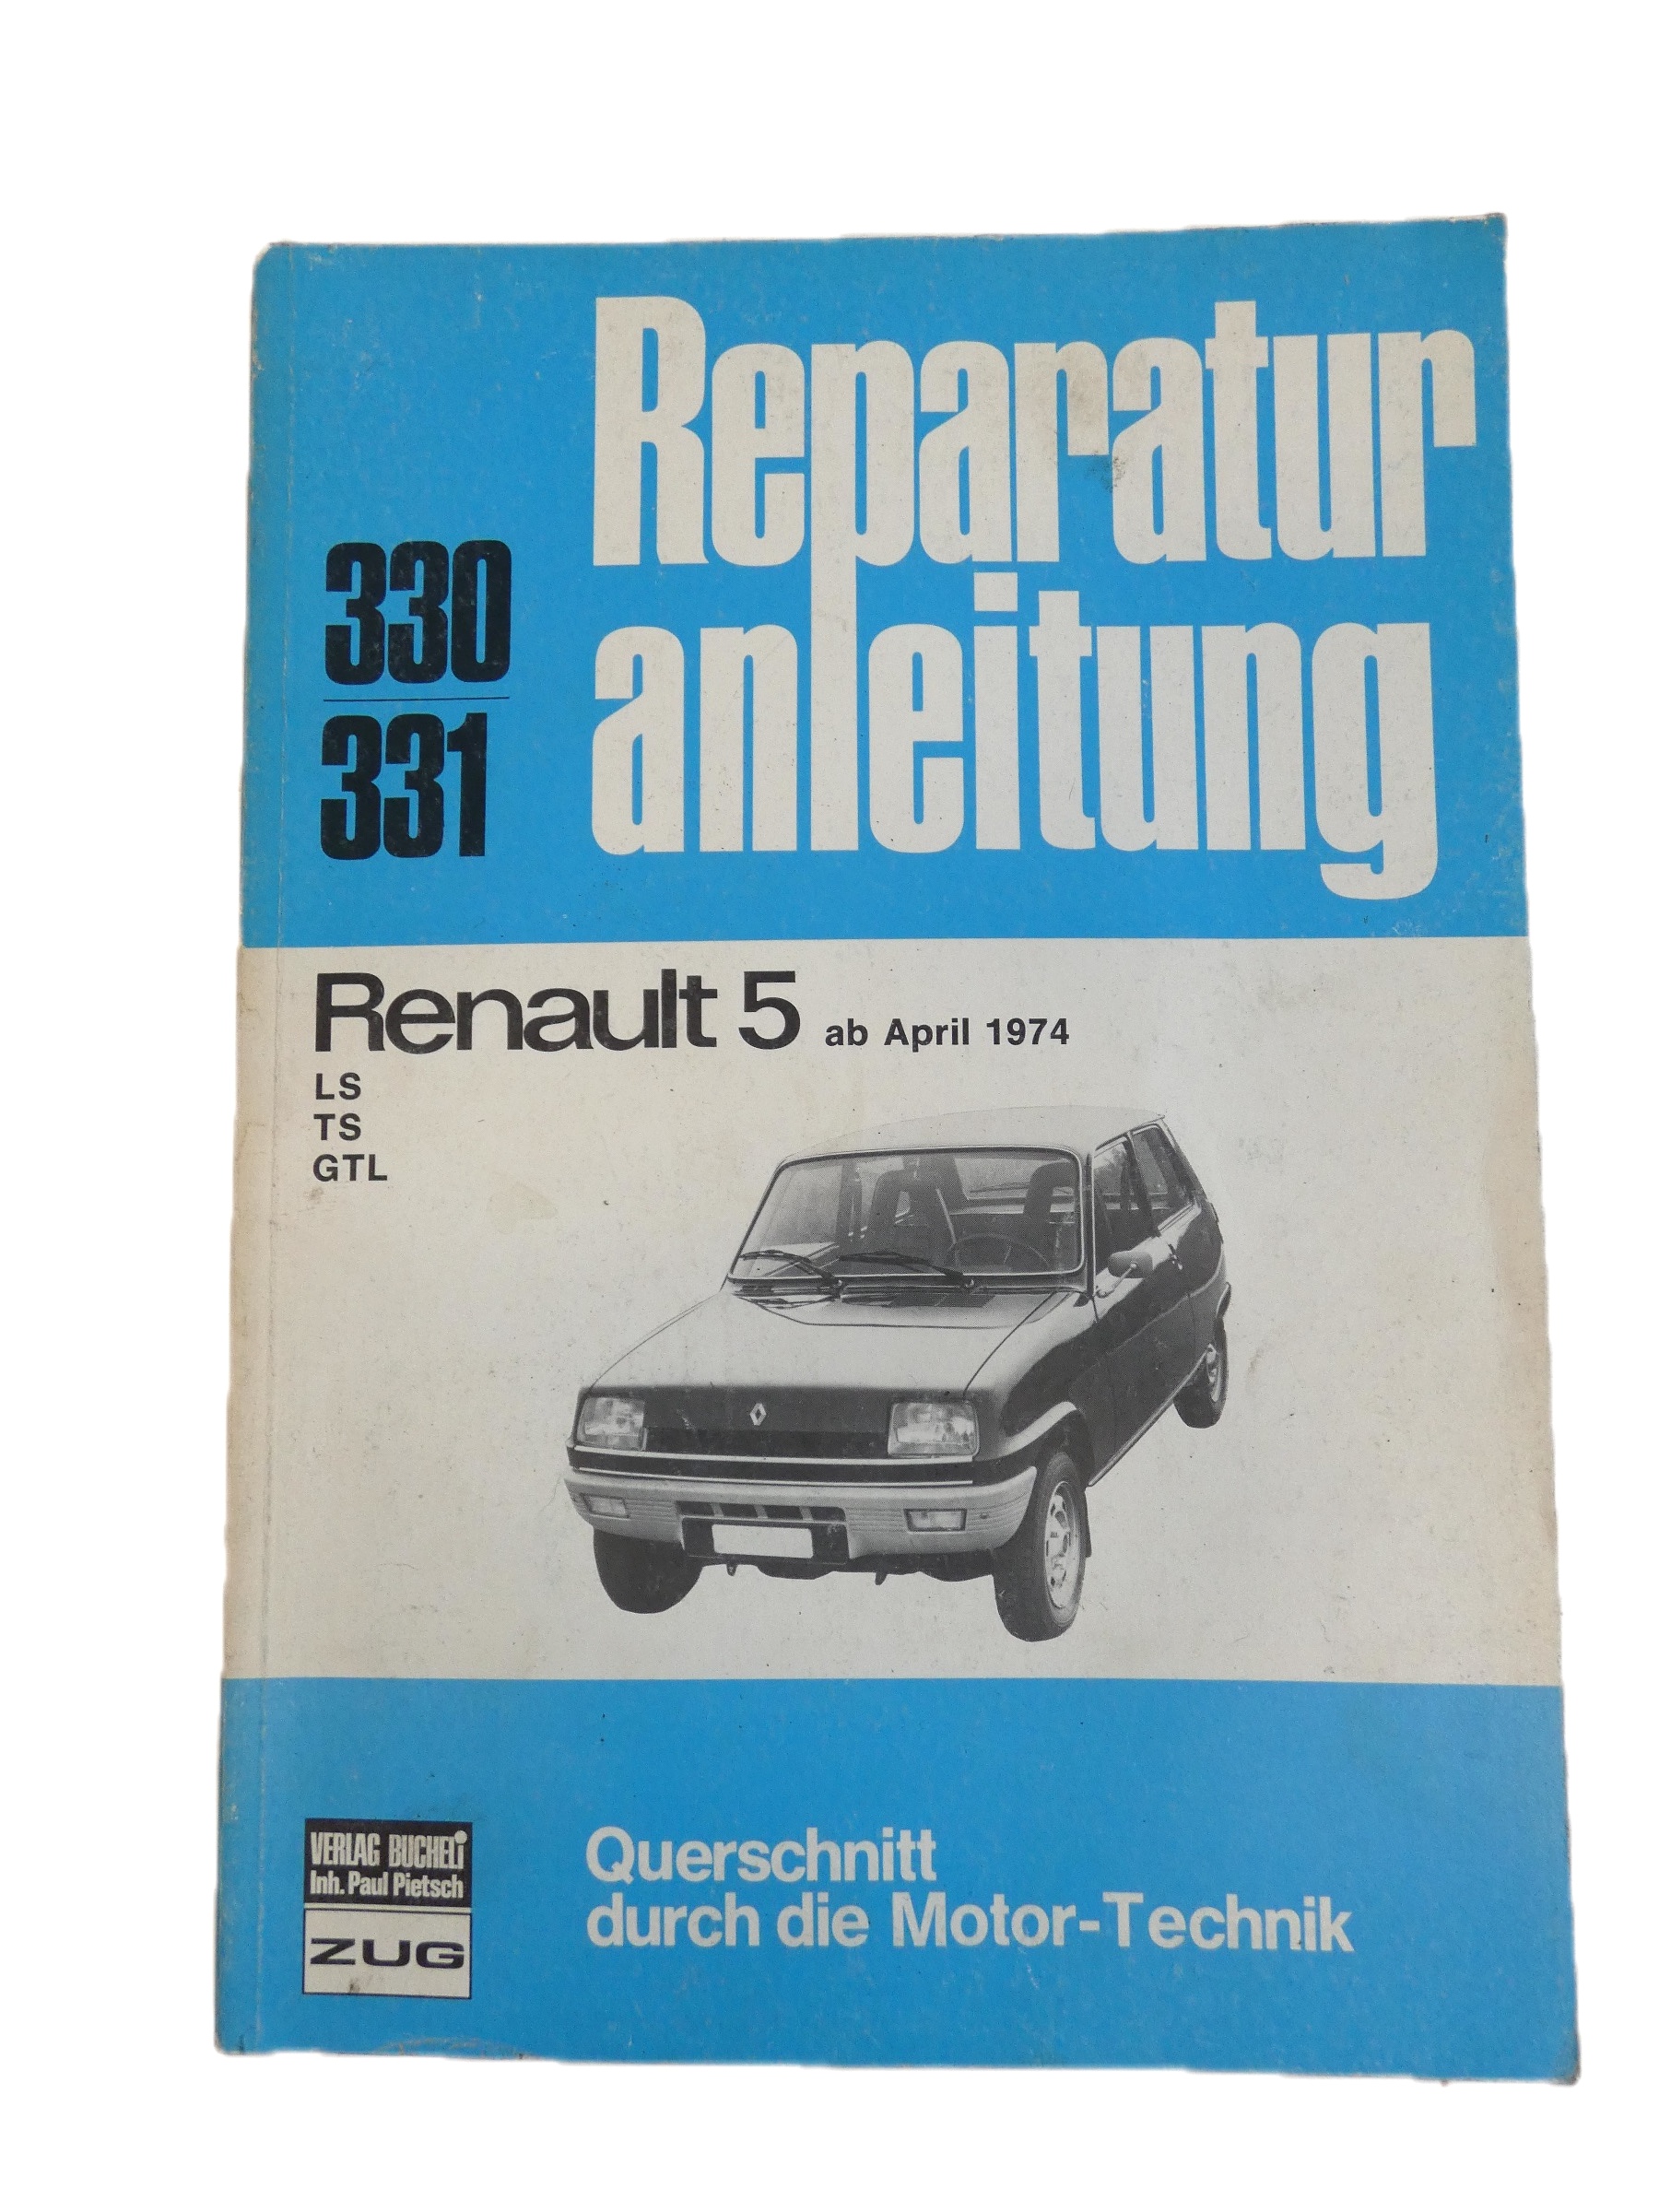 Reparatur
anleitung
330
331
Renault 5 ab April 1974
LS
TS
GTL
VERLAG BUCHELi
Inh. Paul Pietsch
ZUG
Querschnitt
durch die Motor-Technik